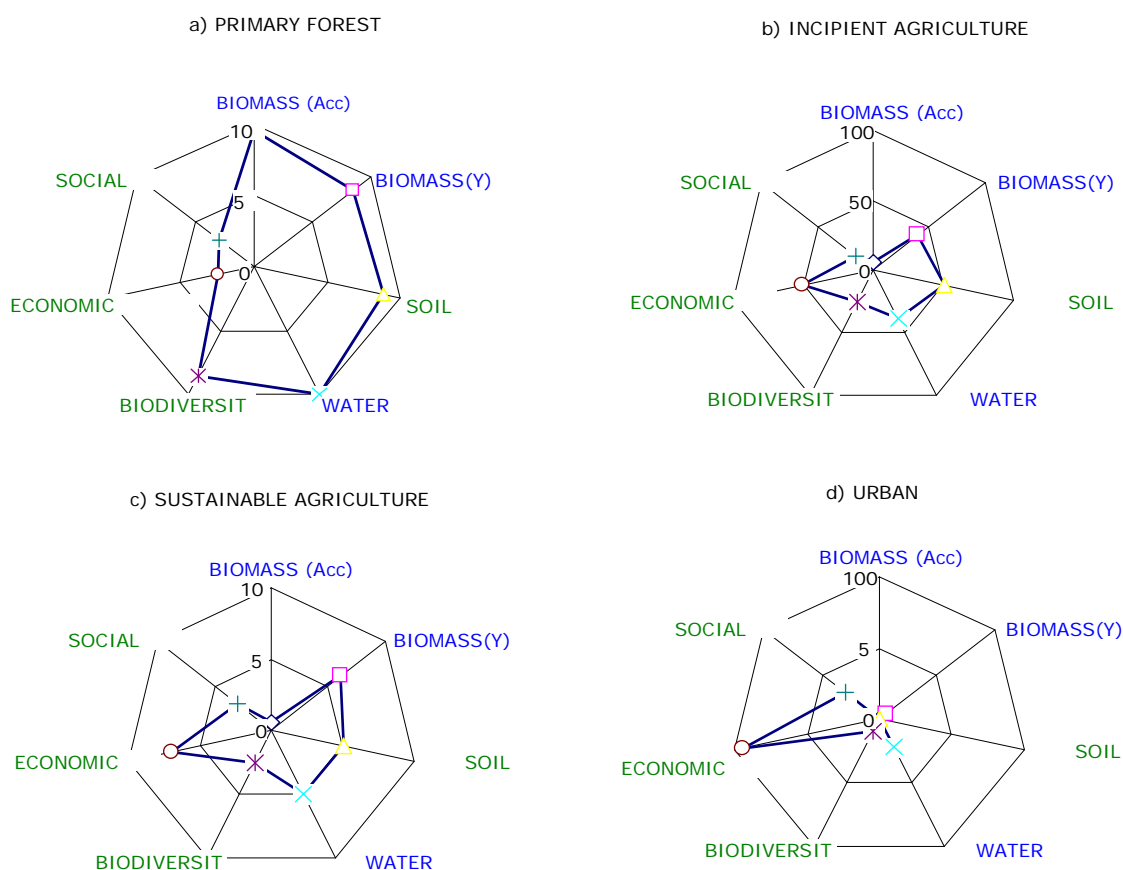 a) PRIMARY FOREST
BIOMASS (Acc)
10
BIOMASS(Y)
SOCIAL
5
0
ECONOMIC
SOIL
BIODIVERSIT
WATER
b) INCIPIENT AGRICULTURE
BIOMASS (Acc)
100
BIOMASS(Y)
SOCIAL
50
0
ECONOMIC
SOIL
BIODIVERSIT
WATER
c) SUSTAINABLE AGRICULTURE
BIOMASS (Acc)
10
BIOMASS(Y)
SOCIAL
5
0
ECONOMIC
SOIL
BIODIVERSIT
WATER
d) URBAN
BIOMASS (Acc)
100
BIOMASS(Y)
SOCIAL
5
0
ECONOMIC
SOIL
BIODIVERSIT
WATER